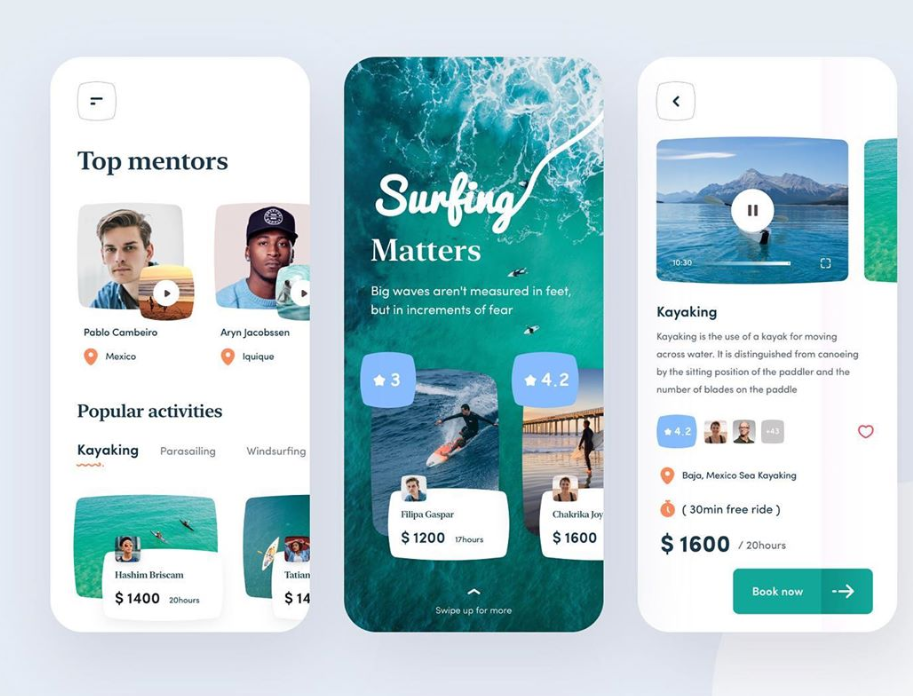 Top mentors
Pablo Cambeiro
Mexico
Aryn Jacobssen
Iquique
Popular activities
Kayaking
Parasailing
Windsurfing
Hashim Briscam
$ 1400 20hours
Tatian
$ 14
Surfing
Matters
Big waves aren't measured in feet,
but in increments of fear
3
4.2
Filipa Gaspar
$ 1200 17hours
Chakrika Joy
$ 1600
Swipe up for more
10:30
Kayaking
Kayaking is the use of a kayak for moving
across water. It is distinguished from canoeing
by the sitting position of the paddler and the
number of blades on the paddle
4.2
+43
Baja, Mexico Sea Kayaking
( 30min free ride )
$ 1600 / 20hours
Book now